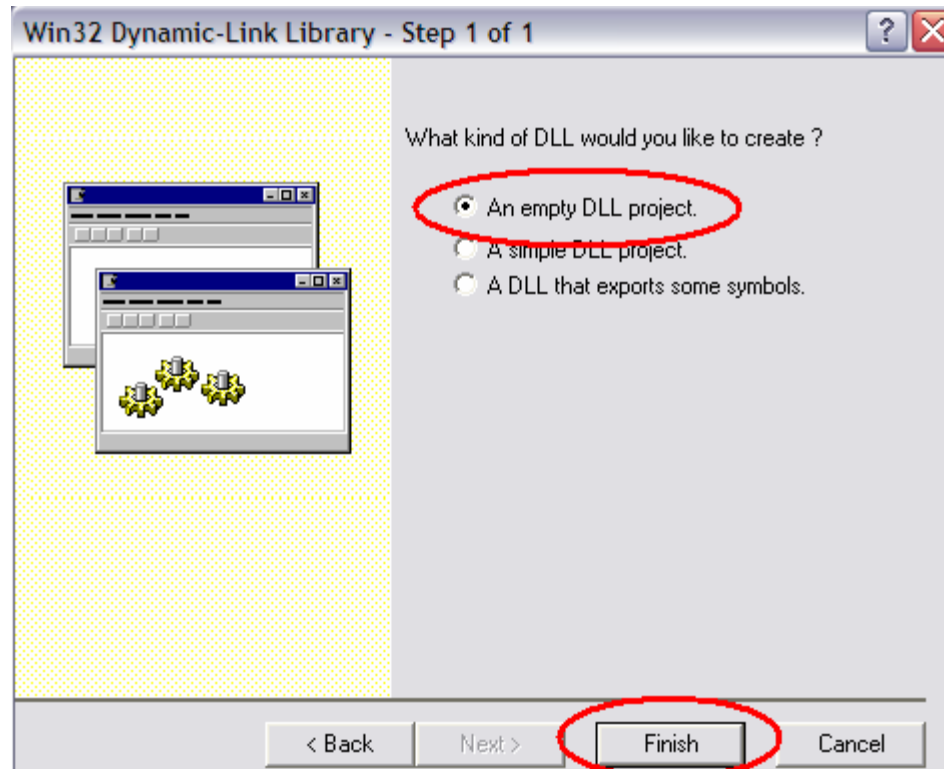 Win32 Dynamic-Link Library - Step 1 of 1
What kind of DLL would you like to create ?
An empty DLL project.
A simple DLL project.
A DLL that exports some symbols.
< Back Next > Finish Cancel